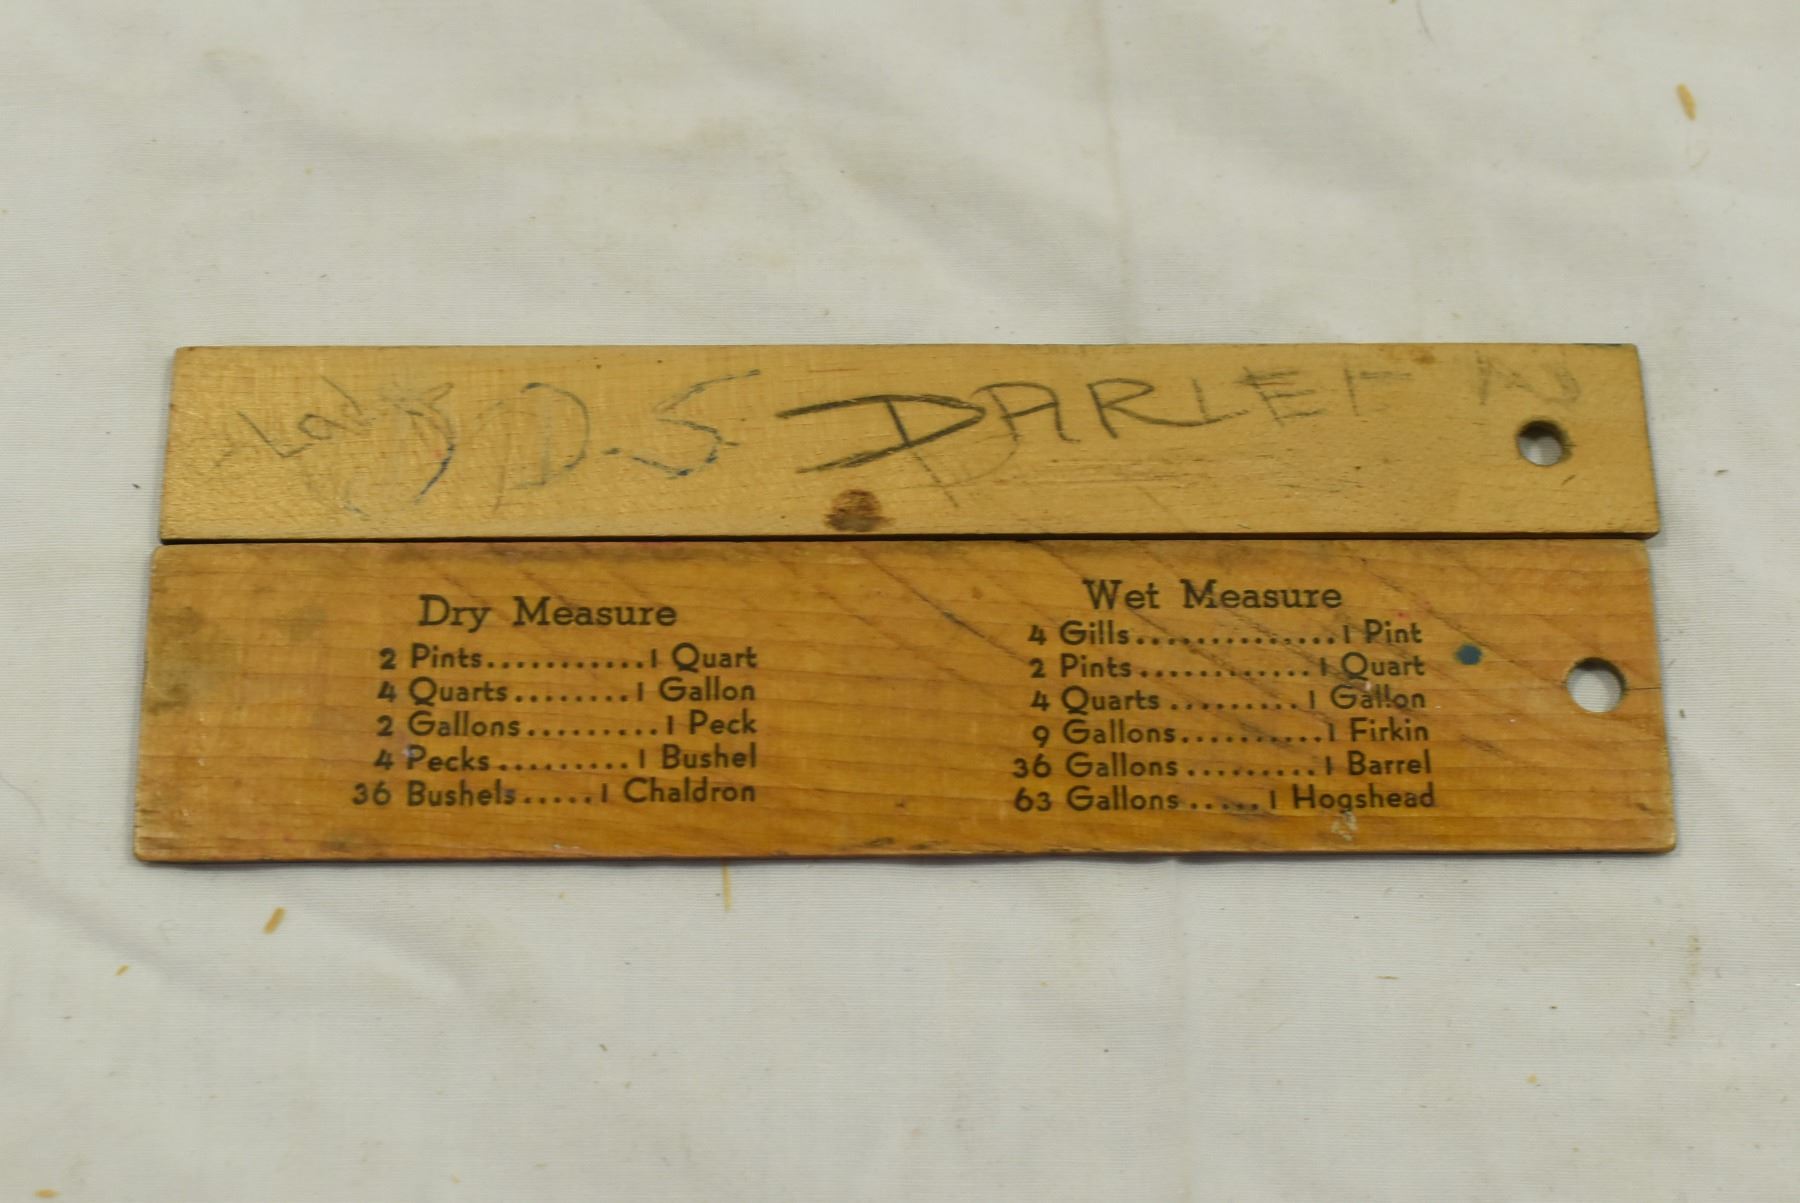 Lady D.S. DARLEEN
Dry Measure
2 Pints...........1 Quart
4 Quarts........1 Gallon
2 Gallons.........1 Peck
4 Pecks.........1 Bushel
36 Bushels.....1 Chaldron
Wet Measure
4 Gills..............1 Pint
2 Pints............1 Quart
4 Quarts.........1 Gallon
9 Gallons..........1 Firkin
36 Gallons.........1 Barrel
63 Gallons.....1 Hogshead